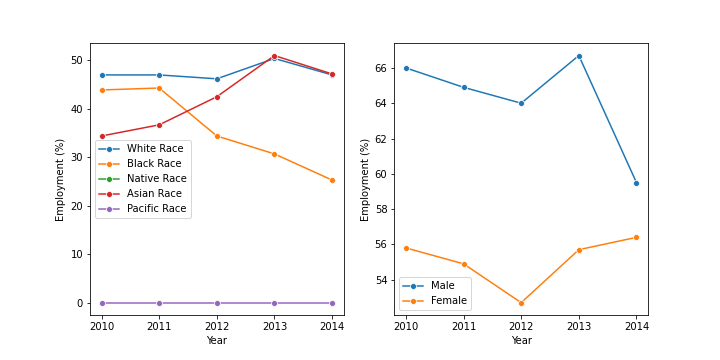 50
40
30
20
10
0
Employment (%)
White Race
Black Race
Native Race
Asian Race
Pacific Race
2010 2011 2012 2013 2014
Year
66
64
62
60
58
56
54
Employment (%)
Male
Female
2010 2011 2012 2013 2014
Year